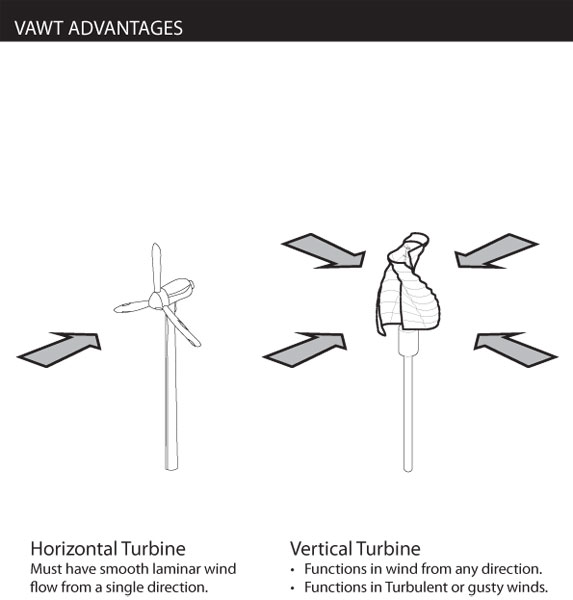 VAWT ADVANTAGES
Horizontal Turbine
Must have smooth laminar wind
flow from a single direction.
Vertical Turbine
• Functions in wind from any direction.
• Functions in Turbulent or gusty winds.